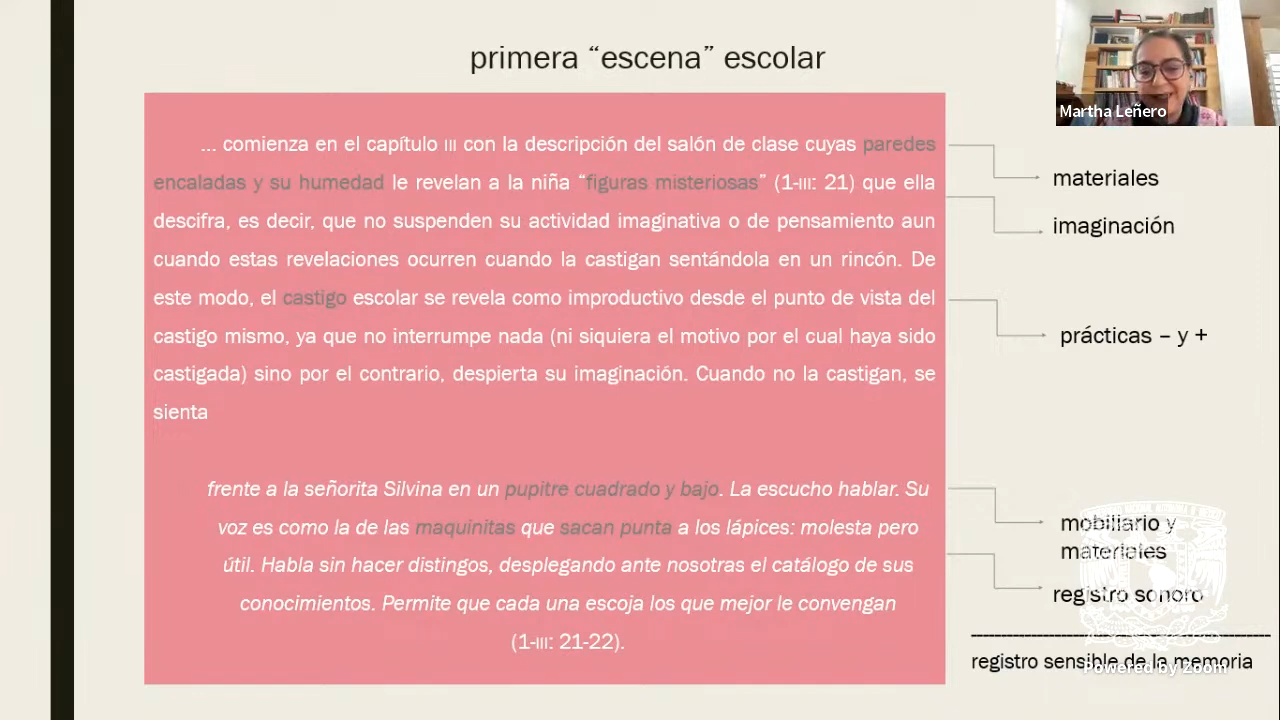 primera “escena” escolar
Martha Leñero
... comienza en el capítulo III con la descripción del salón de clase cuyas paredes
encaladas y su humedad le revelan a la niña “figuras misteriosas” (1-III: 21) que ella
descifra, es decir, que no suspenden su actividad imaginativa o de pensamiento aun
cuando estas revelaciones ocurren cuando la castigan sentándola en un rincón. De
este modo, el castigo escolar se revela como improductivo desde el punto de vista del
castigo mismo, ya que no interrumpe nada (ni siquiera el motivo por el cual haya sido
castigada) sino por el contrario, despierta su imaginación. Cuando no la castigan, se
sienta
frente a la señorita Silvina en un pupitre cuadrado y bajo. La escucho hablar. Su
voz es como la de las maquinitas que sacan punta a los lápices: molesta pero
útil. Habla sin hacer distingos, desplegando ante nosotras el catálogo de sus
conocimientos. Permite que cada una escoja los que mejor le convengan
(1-III: 21-22).
materiales
imaginación
prácticas – y +
mobiliario y
materiales
registro sonoro
registro sensible de la memoria
Powered by Zoom